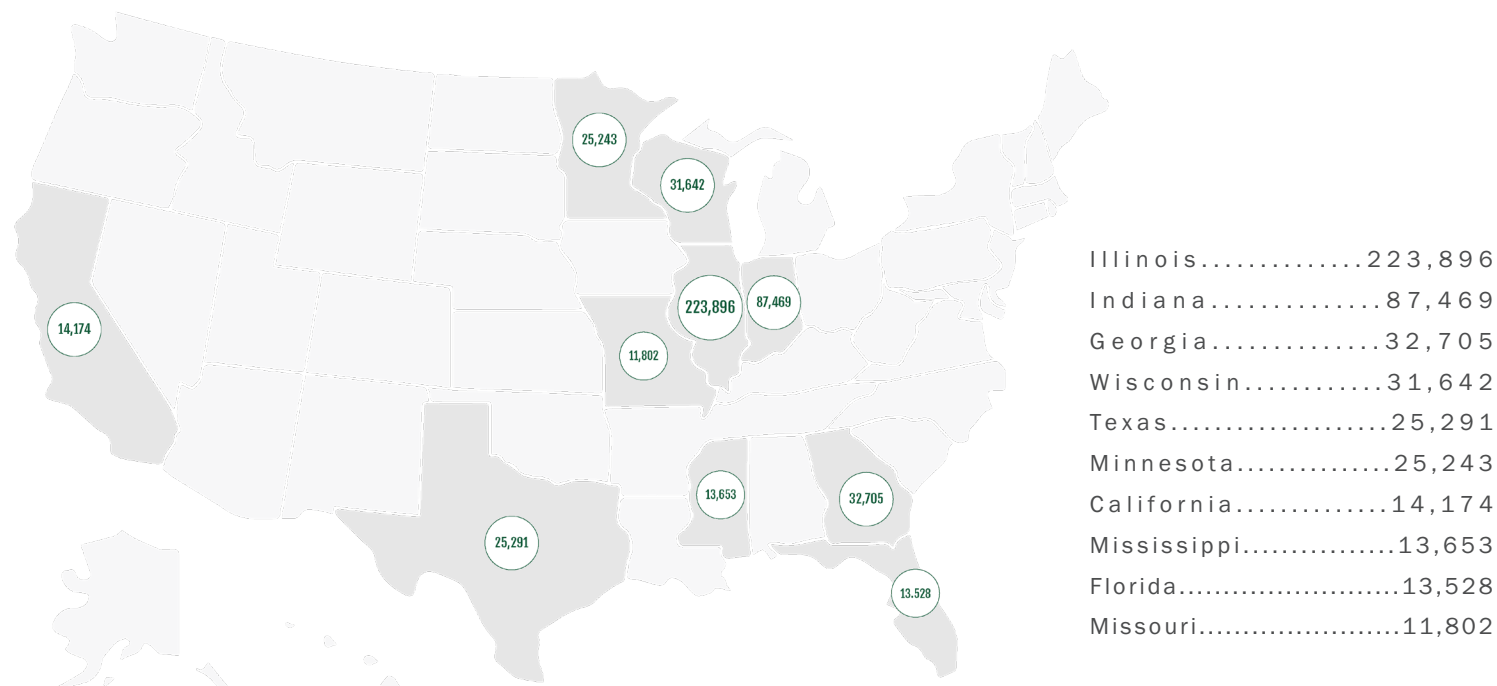 25,243
31,642
223,896
87,469
14,174
11,802
13,653
32,705
25,291
13.528
Illinois..............223,896
Indiana..............87,469
Georgia..............32,705
Wisconsin............31,642
Texas....................25,291
Minnesota...............25,243
California..............14,174
Mississippi.................13,653
Florida.........................13,528
Missouri.......................11,802